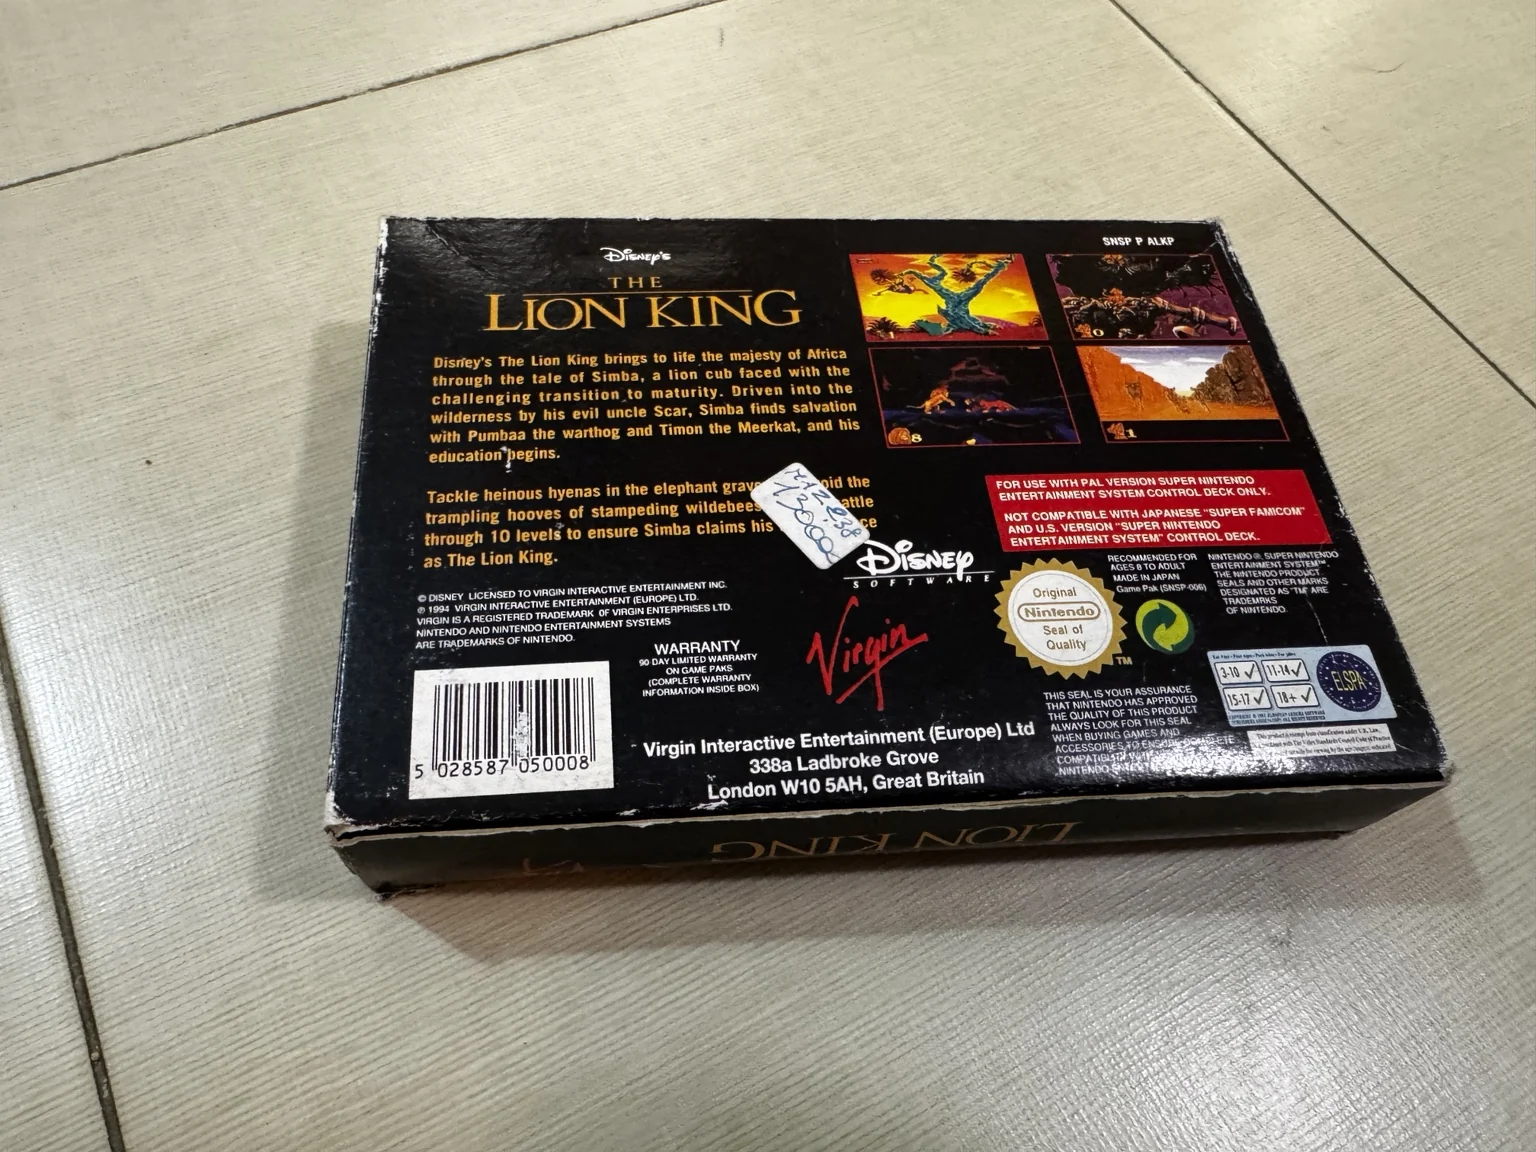 Disney's
THE
LION KING
Disney's The Lion King brings to life the majesty of Africa
through the tale of Simba, a lion cub faced with the
challenging transition to maturity. Driven into the
wilderness by his evil uncle Scar, Simba finds salvation
with Pumbaa the warthog and Timon the Meerkat, and his
education begins.
Tackle heinous hyenas in the elephant the
trampling hooves of stampeding
through 10 levels to ensure Simba claims his
as The Lion King.
© DISNEY LICENSED TO VIRGIN INTERACTIVE ENTERTAINMENT INC.
℗ 1994 VIRGIN INTERACTIVE ENTERTAINMENT (EUROPE) LTD.
VIRGIN IS A REGISTERED TRADEMARK OF VIRGIN ENTERPRISES LTD.
NINTENDO AND NINTENDO ENTERTAINMENT SYSTEMS
ARE TRADEMARKS OF NINTENDO.
WARRANTY
90 DAY LIMITED WARRANTY
ON GAME PAKS
(COMPLETE WARRANTY
INFORMATION INSIDE BOX)
5 028587 050008
Virgin Interactive Entertainment (Europe) Ltd
338a Ladbroke Grove
London W10 5AH, Great Britain
SNSP P ALKP
1
0
8
1
FOR USE WITH PAL VERSION SUPER NINTENDO
ENTERTAINMENT SYSTEM CONTROL DECK ONLY.
NOT COMPATIBLE WITH JAPANESE "SUPER FAMICOM"
AND U.S. VERSION "SUPER NINTENDO
ENTERTAINMENT SYSTEM" CONTROL DECK.
Disney
SOFTWARE
Virgin
Original
Nintendo
Seal of
Quality
TM
RECOMMENDED FOR
AGES 8 TO ADULT
MADE IN JAPAN
Game Pak (SNSP-006)
NINTENDO®, SUPER NINTENDO
ENTERTAINMENT SYSTEM™
THE NINTENDO PRODUCT
SEALS AND OTHER MARKS
DESIGNATED AS "TM" ARE
TRADEMRKS
OF NINTENDO.
THIS SEAL IS YOUR ASSURANCE
THAT NINTENDO HAS APPROVED
THE QUALITY OF THIS PRODUCT
ALWAYS LOOK FOR THIS SEAL
WHEN BUYING GAMES AND
ACCESSORIES TO ENSURE COMPLETE
3-10 ✓ 11-14 ✓
15-17 ✓ 18+ ✓
ELSPA
LION KING